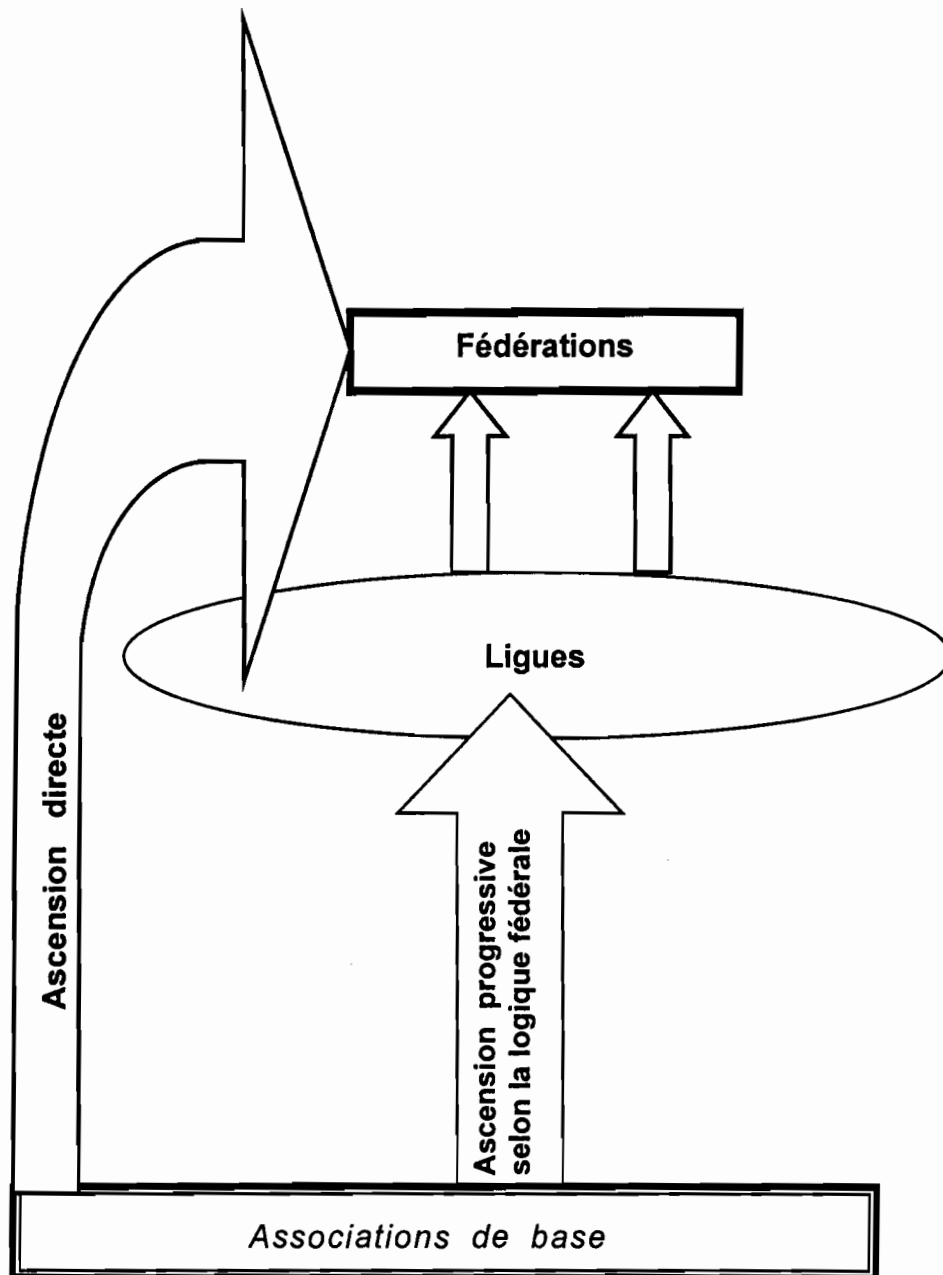 Fédérations
Ligues
Ascension directe
Ascension progressive
selon la logique fédérale
Associations de base